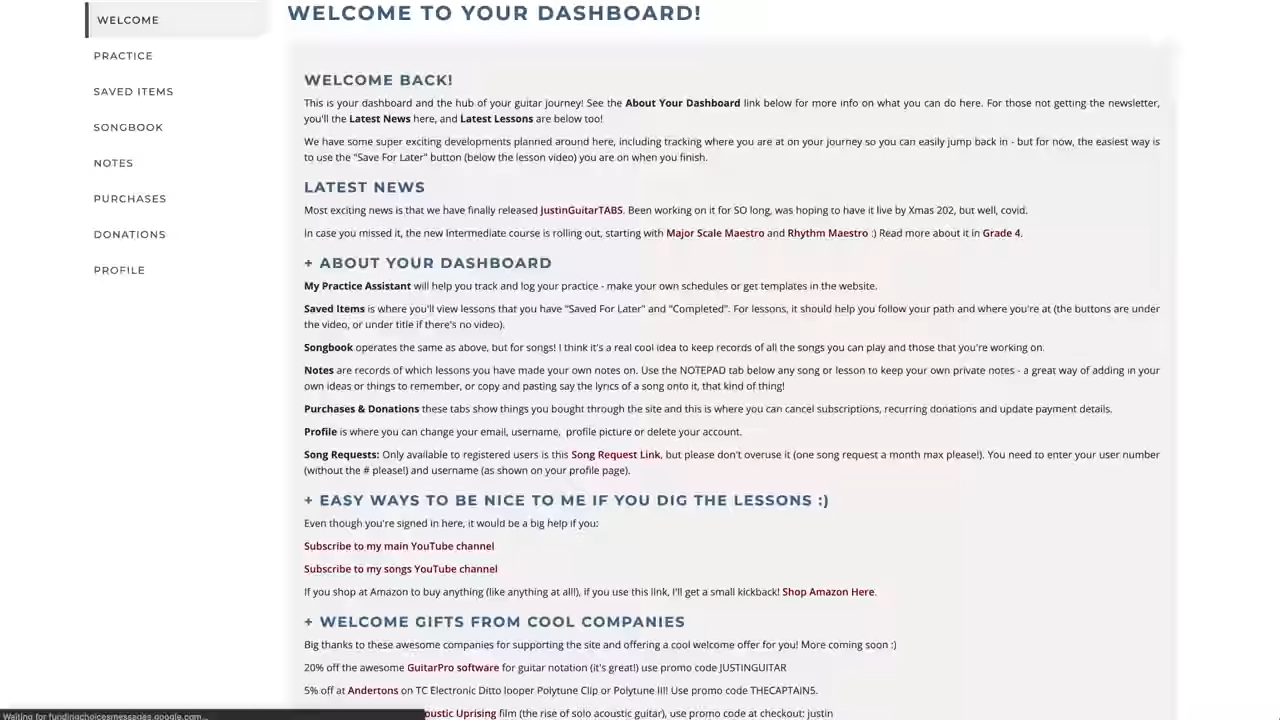 WELCOME
PRACTICE
SAVED ITEMS
SONGBOOK
NOTES
PURCHASES
DONATIONS
PROFILE
WELCOME TO YOUR DASHBOARD!
WELCOME BACK!
This is your dashboard and the hub of your guitar journey! See the About Your Dashboard link below for more info on what you can do here. For those not getting the newsletter,
you'll the Latest News here, and Latest Lessons are below too!
We have some super exciting developments planned around here, including tracking where you are at on your journey so you can easily jump back in - but for now, the easiest way is
to use the "Save For Later" button (below the lesson video) you are on when you finish.
LATEST NEWS
Most exciting news is that we have finally released JustinGuitarTABS. Been working on it for SO long, was hoping to have it live by Xmas 202, but well, covid.
In case you missed it, the new Intermediate course is rolling out, starting with Major Scale Maestro and Rhythm Maestro :) Read more about it in Grade 4.
+ ABOUT YOUR DASHBOARD
My Practice Assistant will help you track and log your practice - make your own schedules or get templates in the website.
Saved Items is where you'll view lessons that you have "Saved For Later" and "Completed". For lessons, it should help you follow your path and where you're at (the buttons are under
the video, or under title if there's no video).
Songbook operates the same as above, but for songs! I think it's a real cool idea to keep records of all the songs you can play and those that you're working on.
Notes are records of which lessons you have made your own notes on. Use the NOTEPAD tab below any song or lesson to keep your own private notes - a great way of adding in your
own ideas or things to remember, or copy and pasting say the lyrics of a song onto it, that kind of thing!
Purchases & Donations these tabs show things you bought through the site and this is where you can cancel subscriptions, recurring donations and update payment details.
Profile is where you can change your email, username, profile picture or delete your account.
Song Requests: Only available to registered users is this Song Request Link, but please don't overuse it (one song request a month max please!). You need to enter your user number
(without the # please!) and username (as shown on your profile page).
+ EASY WAYS TO BE NICE TO ME IF YOU DIG THE LESSONS :)
Even though you're signed in here, it would be a big help if you:
Subscribe to my main YouTube channel
Subscribe to my songs YouTube channel
If you shop at Amazon to buy anything (like anything at all!), if you use this link, I'll get a small kickback! Shop Amazon Here.
+ WELCOME GIFTS FROM COOL COMPANIES
Big thanks to these awesome companies for supporting the site and offering a cool welcome offer for you! More coming soon :)
20% off the awesome GuitarPro software for guitar notation (it's great!) use promo code JUSTINGUITAR
5% off at Andertons on TC Electronic Ditto looper Polytune Clip or Polytune III! Use promo code THECAPTAIN5.
oustic Uprising film (the rise of solo acoustic guitar), use promo code at checkout: justin
Waiting for fundingchoicesmessages.google.com...